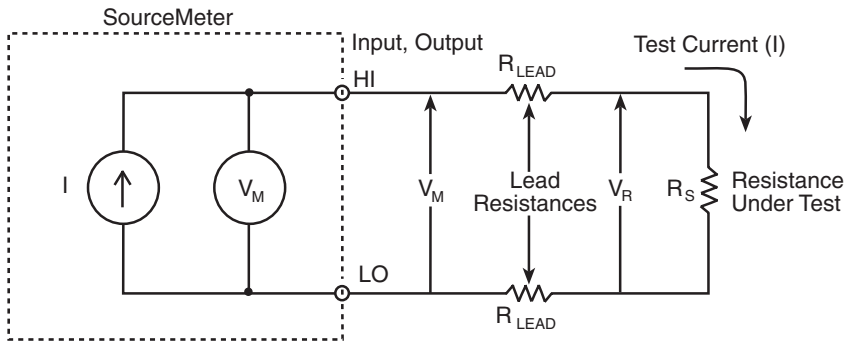 SourceMeter
Input, Output
Test Current (I)
R LEAD
HI
I
V M
V M
Lead
Resistances
V R
R S
Resistance
Under Test
LO
R LEAD